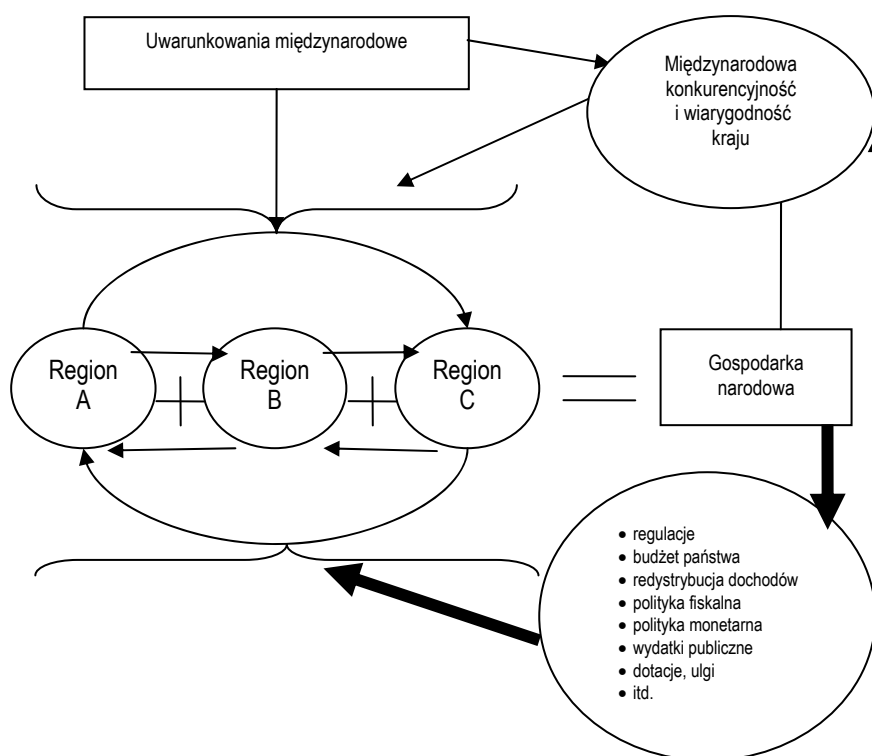 Uwarunkowania międzynarodowe
Międzynarodowa
konkurencyjność
i wiarygodność
kraju
Region
A
Region
B
Region
C
Gospodarka
narodowa
• regulacje
• budżet państwa
• redystrybucja dochodów
• polityka fiskalna
• polityka monetarna
• wydatki publiczne
• dotacje, ulgi
• itd.